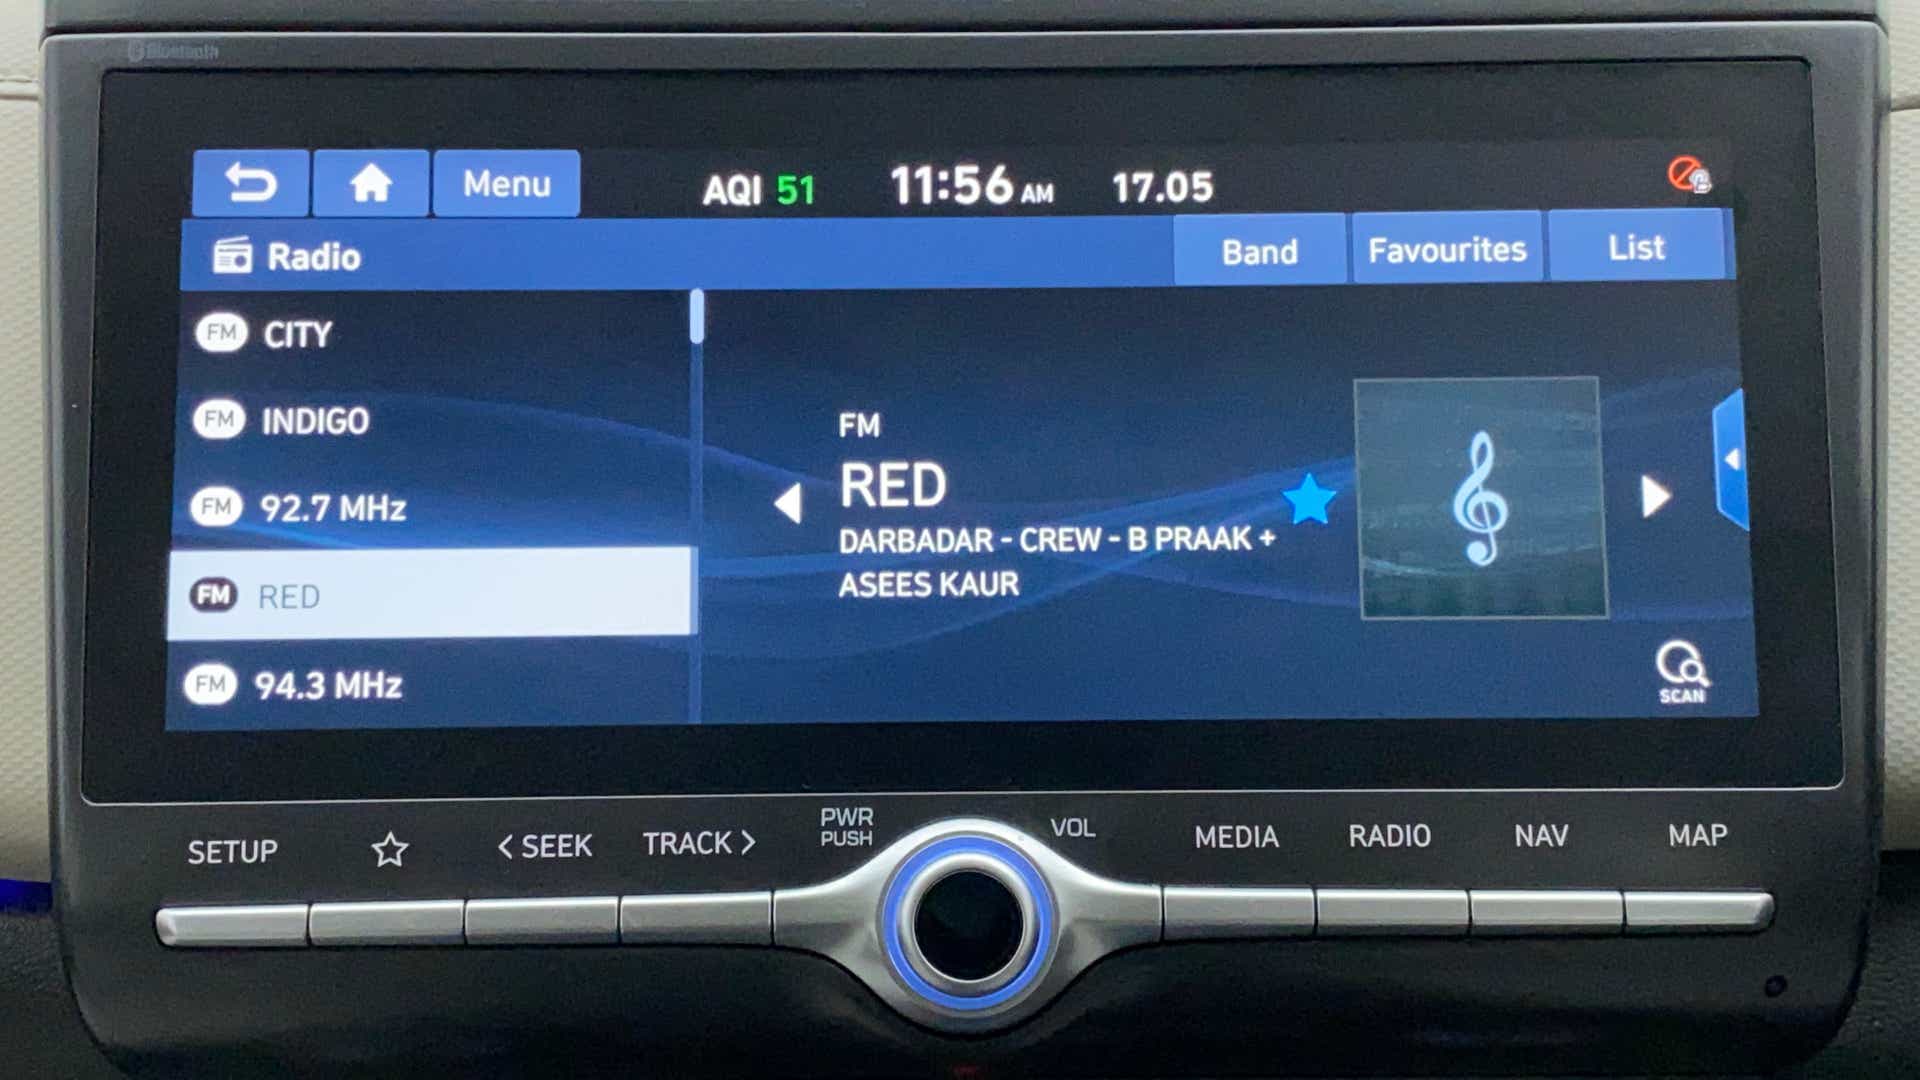 Bluetooth
Menu
AQI 51
11:56 AM
17.05
Radio
Band
Favourites
List
FM CITY
FM INDIGO
FM 92.7 MHz
FM RED
FM 94.3 MHz
FM
RED
DARBADAR - CREW - B PRAAK +
ASEES KAUR
SCAN
SETUP
< SEEK
TRACK >
PWR
PUSH
VOL
MEDIA
RADIO
NAV
MAP